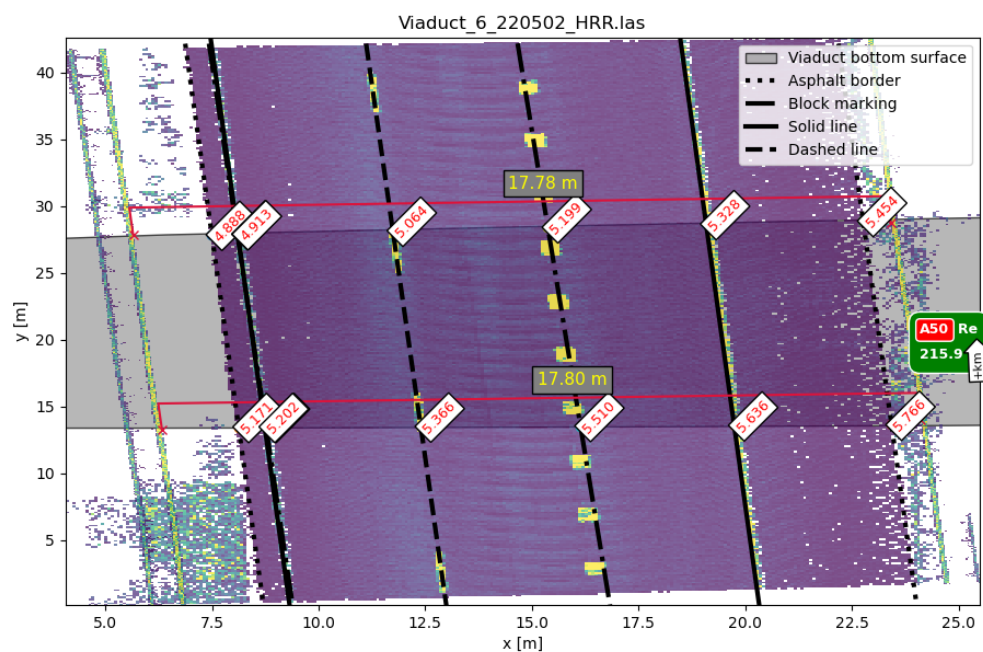 Viaduct_6_220502_HRR.las
Viaduct bottom surface
Asphalt border
Block marking
Solid line
Dashed line
17.78 m
4.888
4.913
5.064
5.199
5.328
5.454
A50 Re
215.9
+km
17.80 m
5.171
5.202
5.366
5.510
5.636
5.766
y [m]
40
35
30
25
20
15
10
5
5.0 7.5 10.0 12.5 15.0 17.5 20.0 22.5 25.0
x [m]